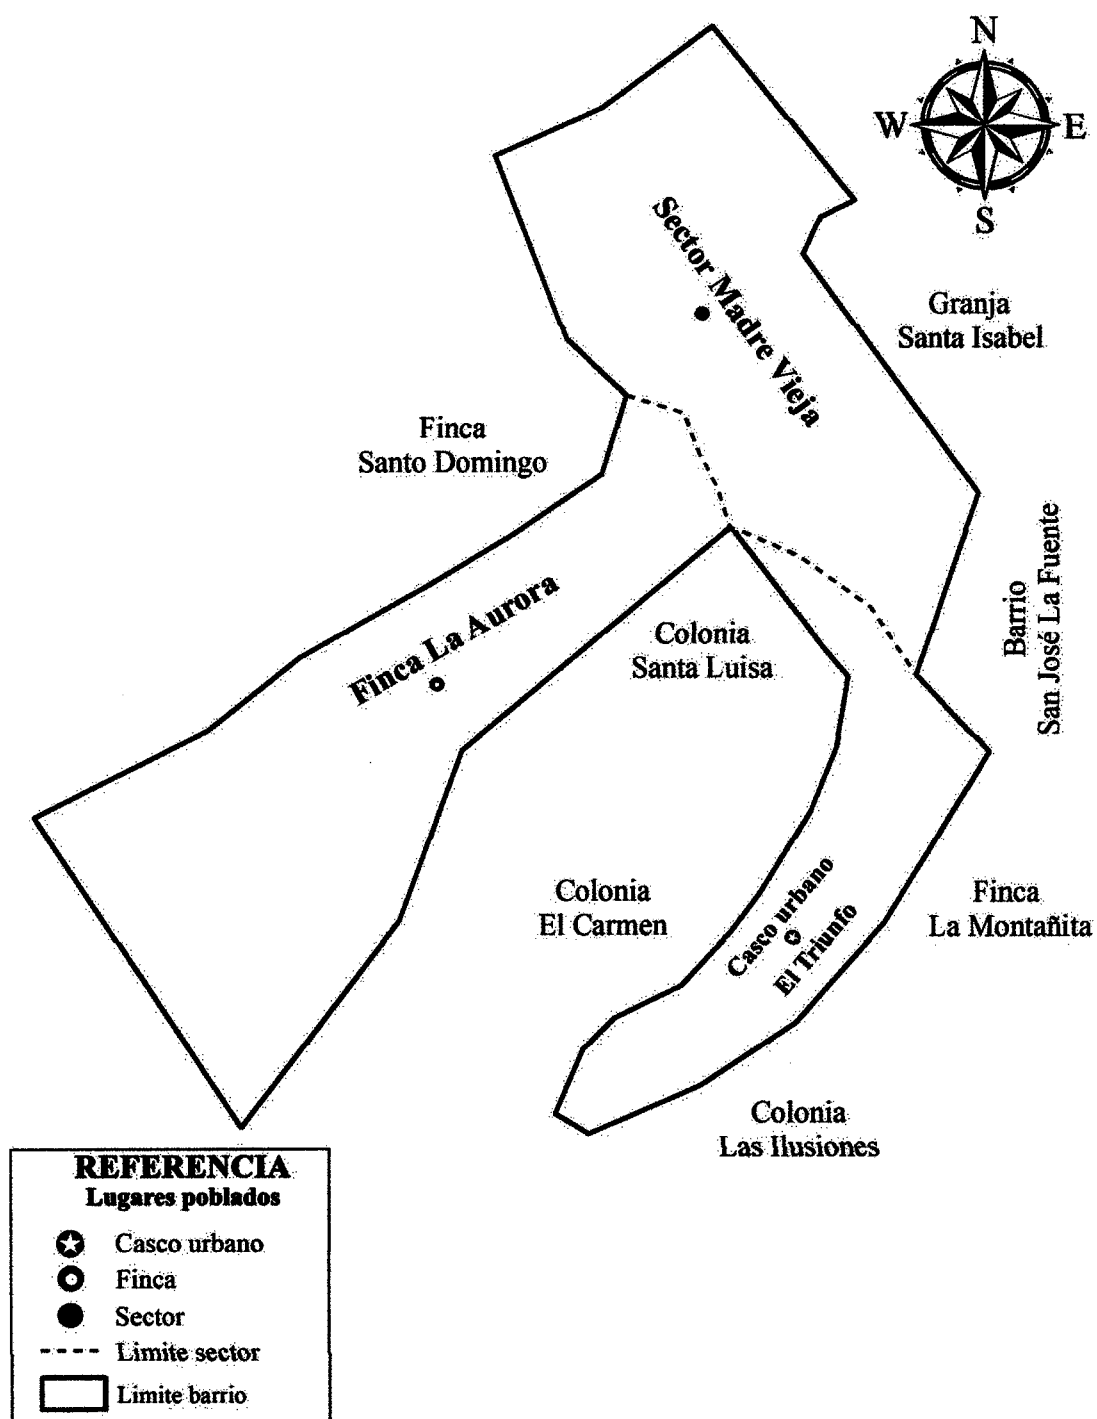 N
W E
S
Sector Madre Vieja
Granja
Santa Isabel
Finca
Santo Domingo
Barrio
San José La Fuente
Finca La Aurora
Colonia
Santa Luisa
Colonia
El Carmen
Casco urbano
El Triunfo
Finca
La Montañita
Colonia
Las Ilusiones
REFERENCIA
Lugares poblados
Casco urbano
Finca
Sector
Limite sector
Limite barrio